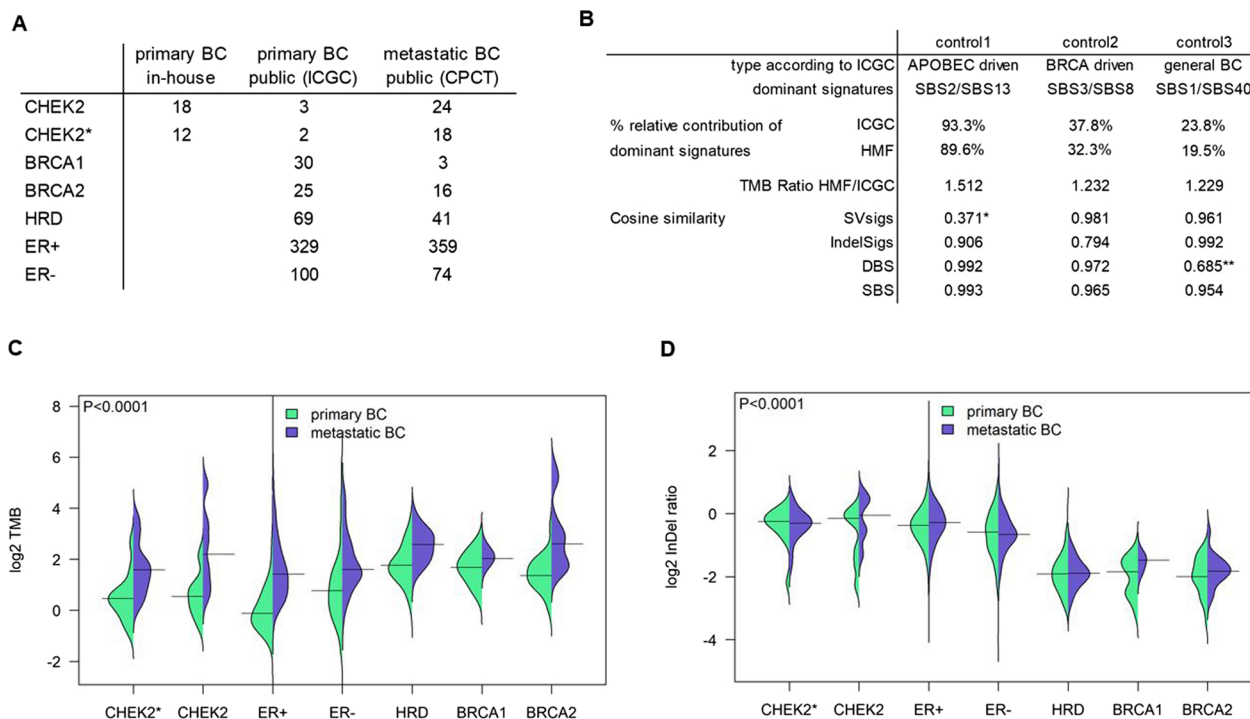 A
primary BC in-house primary BC public (ICGC) metastatic BC public (CPCT)
CHEK2 18 3 24
CHEK2* 12 2 18
BRCA1 30 3
BRCA2 25 16
HRD 69 41
ER+ 329 359
ER- 100 74
B
control1 control2 control3
type according to ICGC APOBEC driven BRCA driven general BC
dominant signatures SBS2/SBS13 SBS3/SBS8 SBS1/SBS40
% relative contribution of ICGC 93.3% 37.8% 23.8%
dominant signatures HMF 89.6% 32.3% 19.5%
TMB Ratio HMF/ICGC 1.512 1.232 1.229
Cosine similarity SVsigs 0.371* 0.981 0.961
IndelSigs 0.906 0.794 0.992
DBS 0.992 0.972 0.685**
SBS 0.993 0.965 0.954
C
P<0.0001
primary BC
metastatic BC
log2 TMB
8
6
4
2
0
-2
CHEK2* CHEK2 ER+ ER- HRD BRCA1 BRCA2
D
P<0.0001
primary BC
metastatic BC
log2 InDel ratio
2
0
-2
-4
CHEK2* CHEK2 ER+ ER- HRD BRCA1 BRCA2